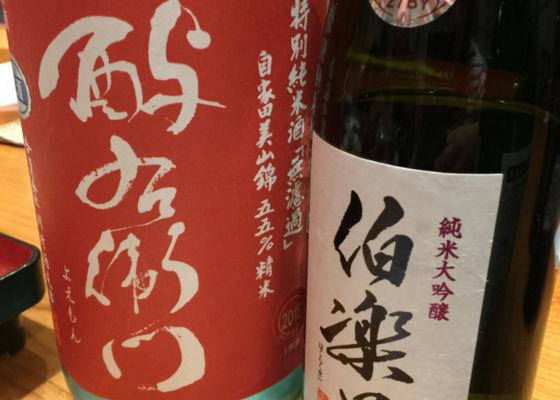 特別純米酒「無濾過」
自家田美山錦 五五%精米
酔右衛門
よえもん
2015
純米大吟醸
伯楽